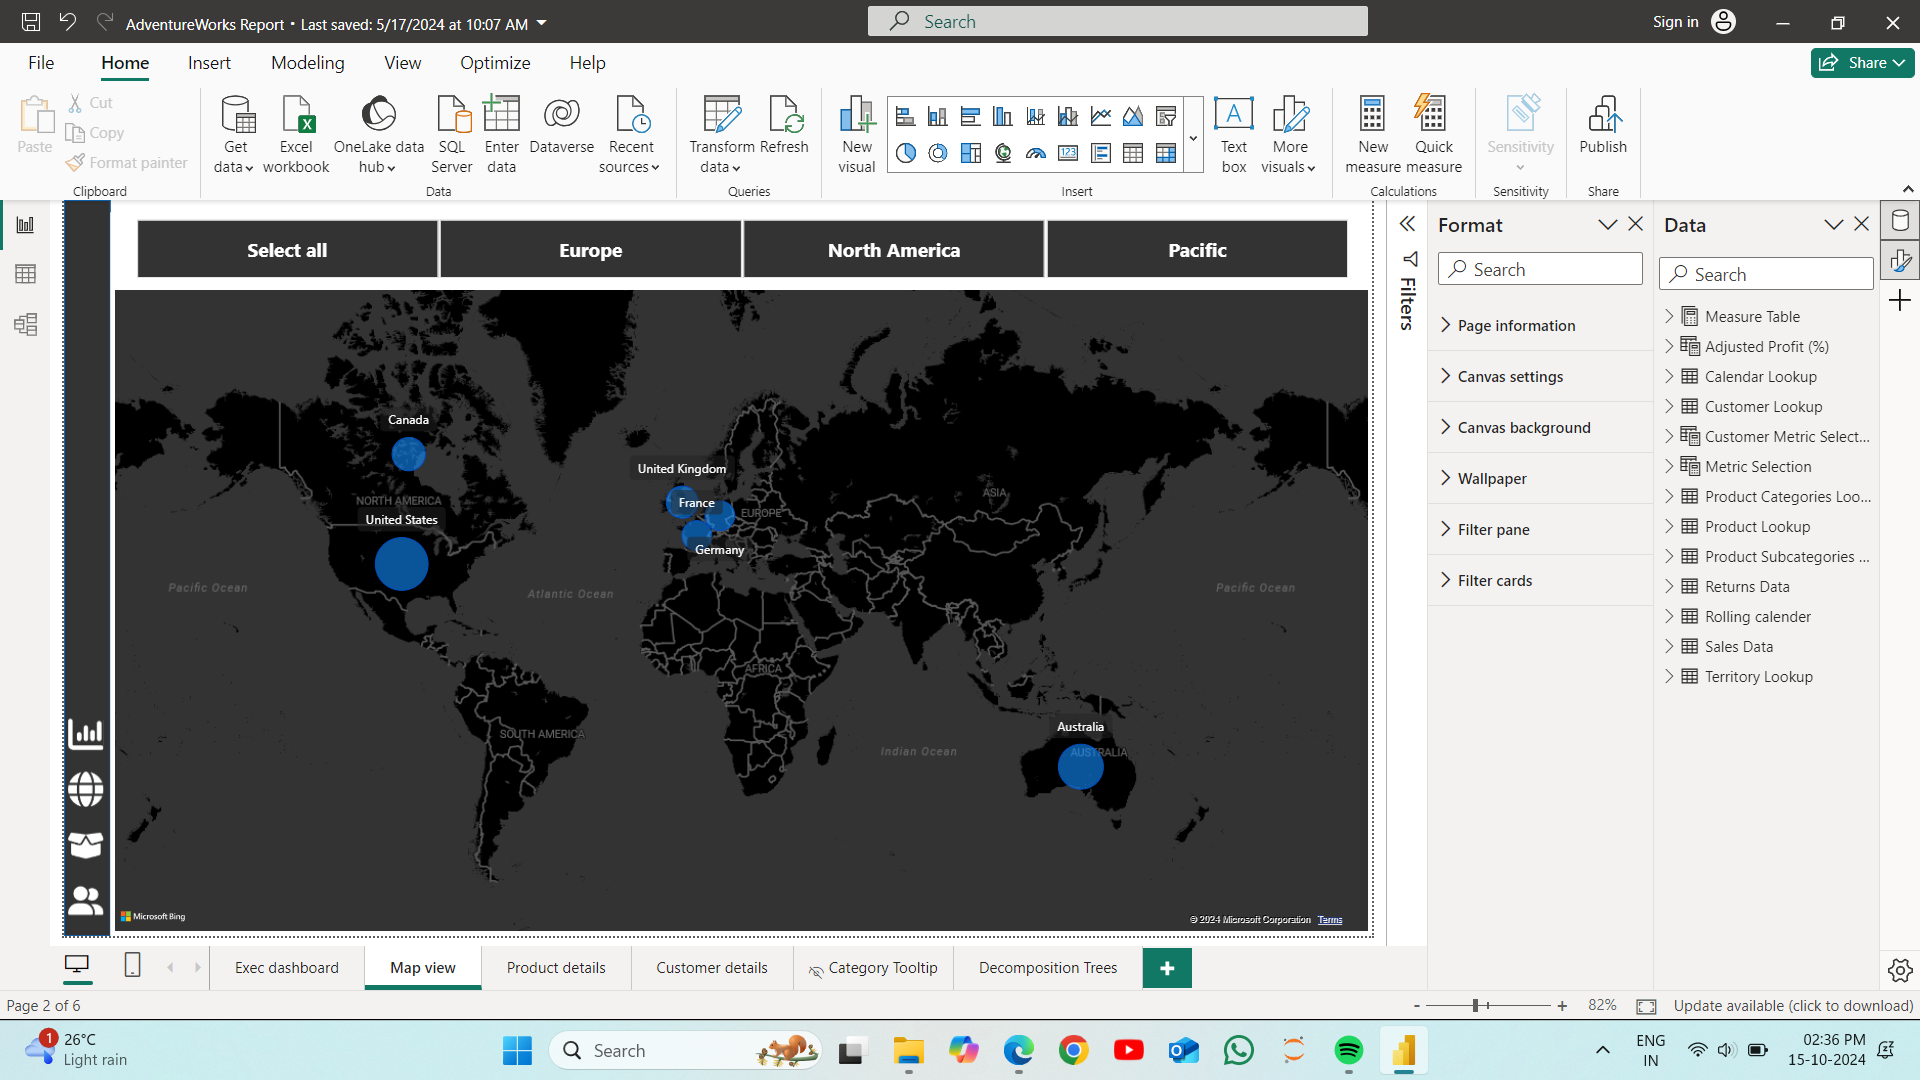 AdventureWorks Report • Last saved: 5/17/2024 at 10:07 AM
Search
Sign in
File
Home
Insert
Modeling
View
Optimize
Help
Share
Paste
Cut
Copy
Format painter
Clipboard
Get data
Excel workbook
OneLake data hub
SQL Server
Enter data
Dataverse
Recent sources
Data
Transform data
Refresh
Queries
New visual
123
A
Text box
More visuals
Insert
New measure
Quick measure
Calculations
Sensitivity
Sensitivity
Publish
Share
Select all
Europe
North America
Pacific
Canada
NORTH AMERICA
United States
United Kingdom
France
EUROPE
Germany
ASIA
Pacific Ocean
Atlantic Ocean
Pacific Ocean
AFRICA
SOUTH AMERICA
Indian Ocean
Australia
AUSTRALIA
Microsoft Bing
© 2024 Microsoft Corporation Terms
Filters
Format
Search
Page information
Canvas settings
Canvas background
Wallpaper
Filter pane
Filter cards
Data
Search
Measure Table
Adjusted Profit (%)
Calendar Lookup
Customer Lookup
Customer Metric Select...
Metric Selection
Product Categories Loo...
Product Lookup
Product Subcategories ...
Returns Data
Rolling calender
Sales Data
Territory Lookup
Exec dashboard
Map view
Product details
Customer details
Category Tooltip
Decomposition Trees
Page 2 of 6
82%
Update available (click to download)
1
26°C
Light rain
Search
ENG
IN
02:36 PM
15-10-2024